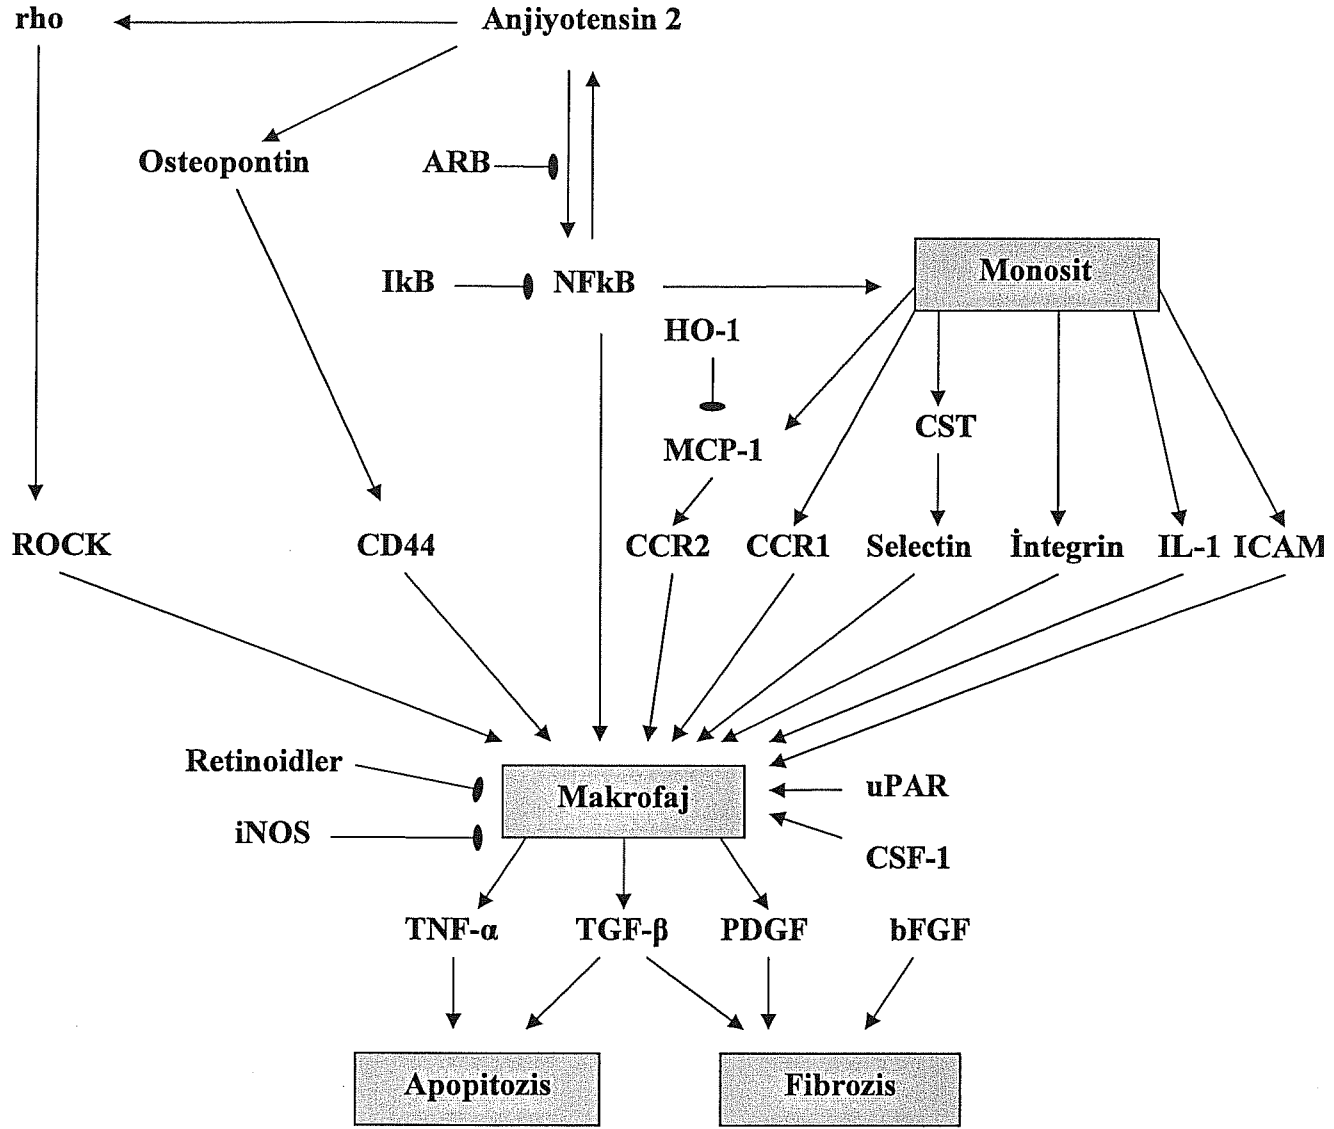 rho
Anjiyotensin 2
Osteopontin
ARB
IkB
NFkB
Monosit
HO-1
MCP-1
CST
ROCK
CD44
CCR2
CCR1
Selectin
İntegrin
IL-1
ICAM
Retinoidler
Makrofaj
uPAR
iNOS
CSF-1
TNF-α
TGF-β
PDGF
bFGF
Apopitozis
Fibrozis